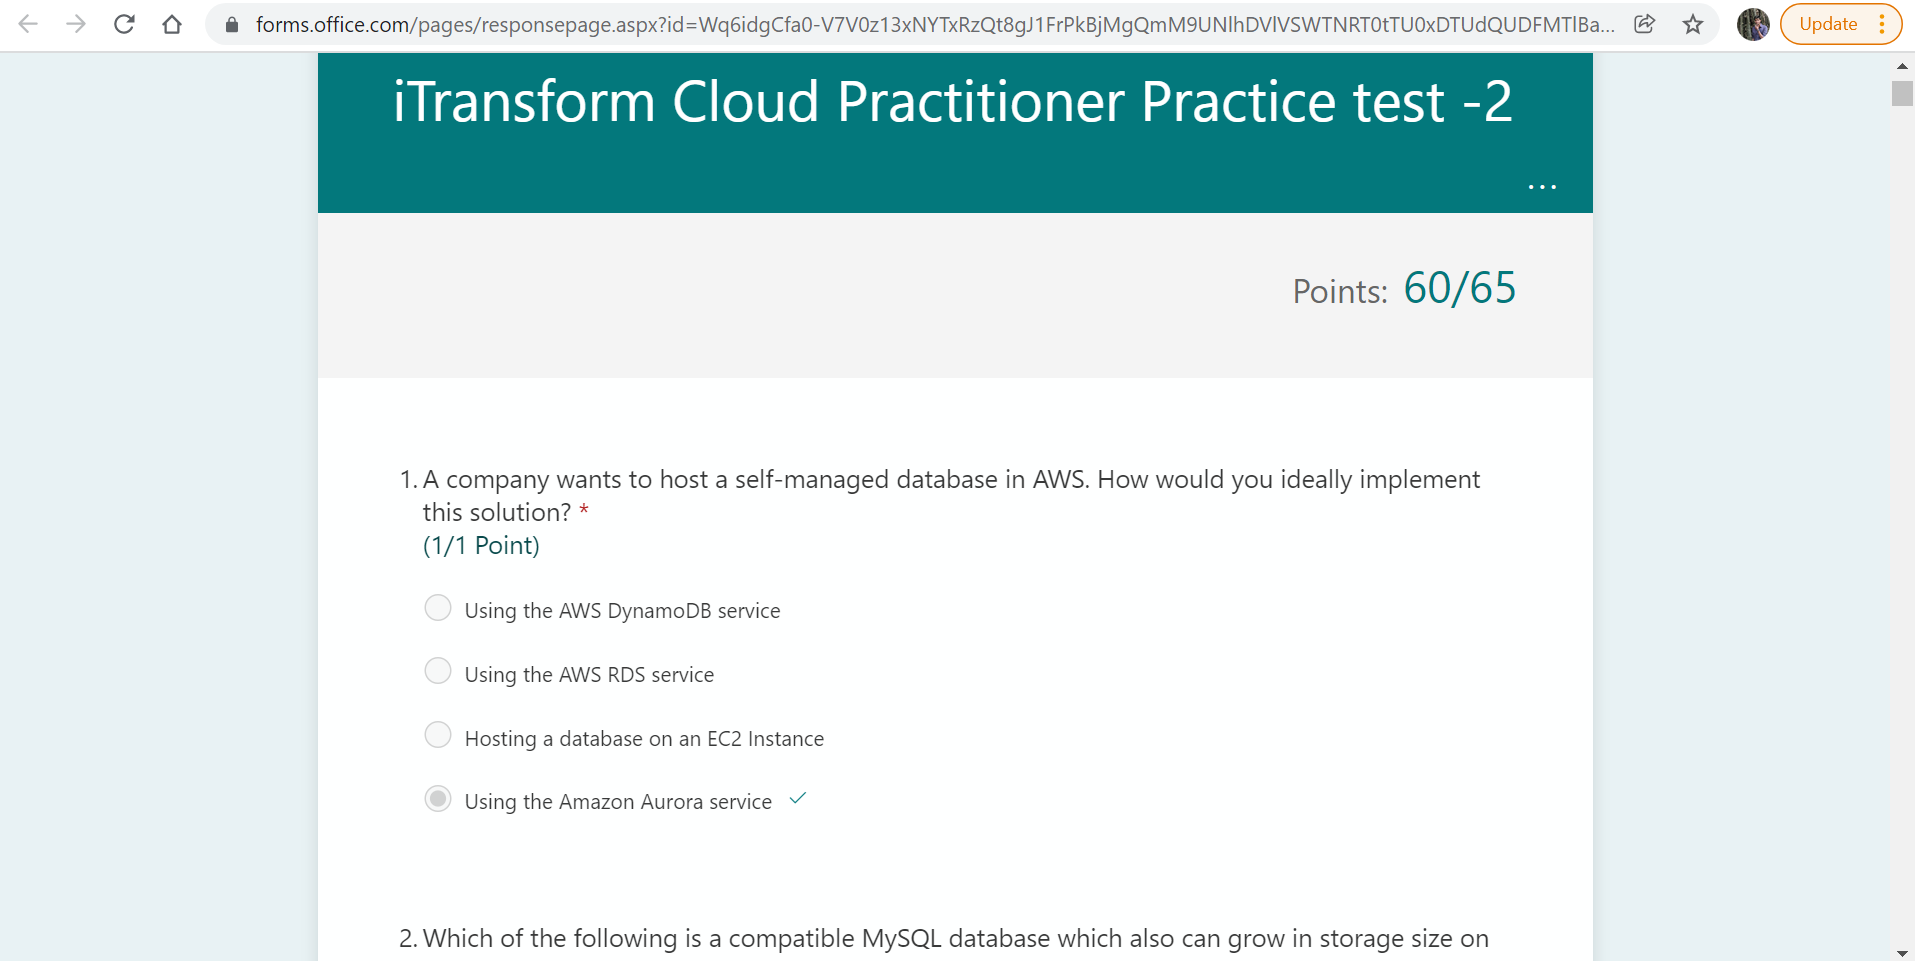 forms.office.com/pages/responsepage.aspx?id=Wq6idgCfa0-V7V0z13xNYTxRzQt8gJ1FrPkBjMgQmM9UNlhDVlVSWTNRT0tTU0xDTUdQUDFMTlBa...
Update
iTransform Cloud Practitioner Practice test -2
...
Points: 60/65
1. A company wants to host a self-managed database in AWS. How would you ideally implement
this solution? *
(1/1 Point)
Using the AWS DynamoDB service
Using the AWS RDS service
Hosting a database on an EC2 Instance
Using the Amazon Aurora service
2. Which of the following is a compatible MySQL database which also can grow in storage size on